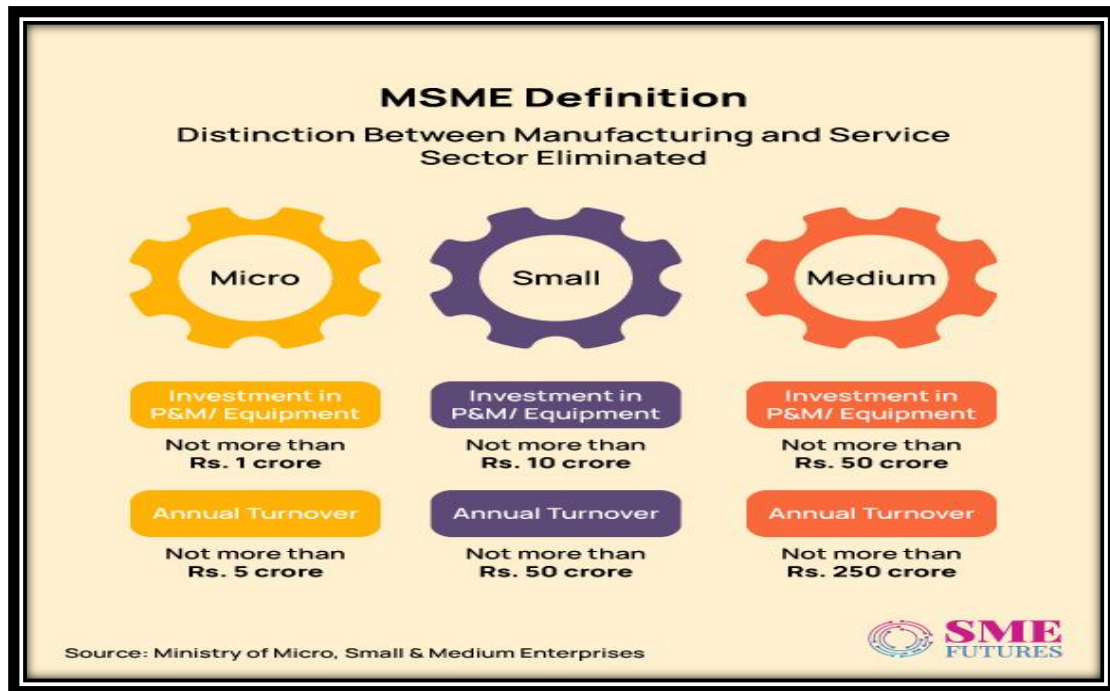 MSME Definition
Distinction Between Manufacturing and Service
Sector Eliminated
Micro
Small
Medium
Investment in
P&M/ Equipment
Investment in
P&M/ Equipment
Investment in
P&M/ Equipment
Not more than
Rs. 1 crore
Not more than
Rs. 10 crore
Not more than
Rs. 50 crore
Annual Turnover
Annual Turnover
Annual Turnover
Not more than
Rs. 5 crore
Not more than
Rs. 50 crore
Not more than
Rs. 250 crore
Source: Ministry of Micro, Small & Medium Enterprises
SME
FUTURES